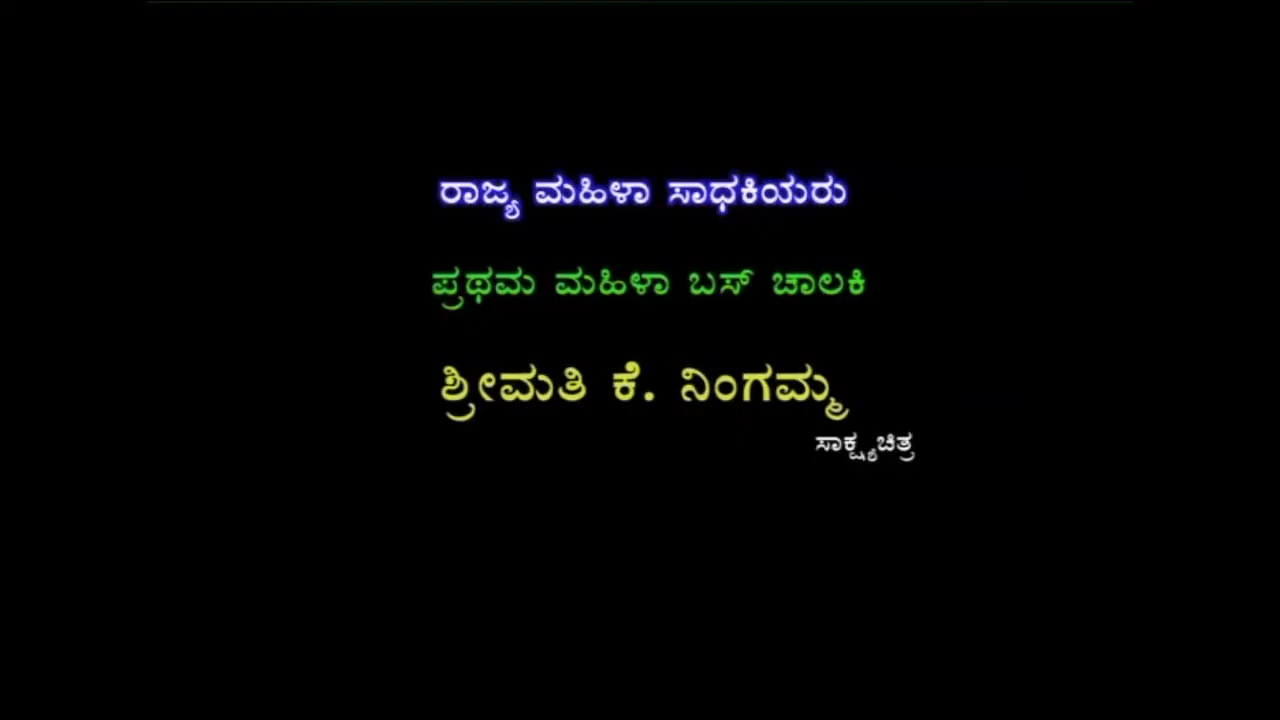 ರಾಜ್ಯ ಮಹಿಳಾ ಸಾಧಕಿಯರು
ಪ್ರಥಮ ಮಹಿಳಾ ಬಸ್ ಚಾಲಕಿ
ಶ್ರೀಮತಿ ಕೆ. ನಿಂಗಮ್ಮ
ಸಾಕ್ಷ್ಯಚಿತ್ರ